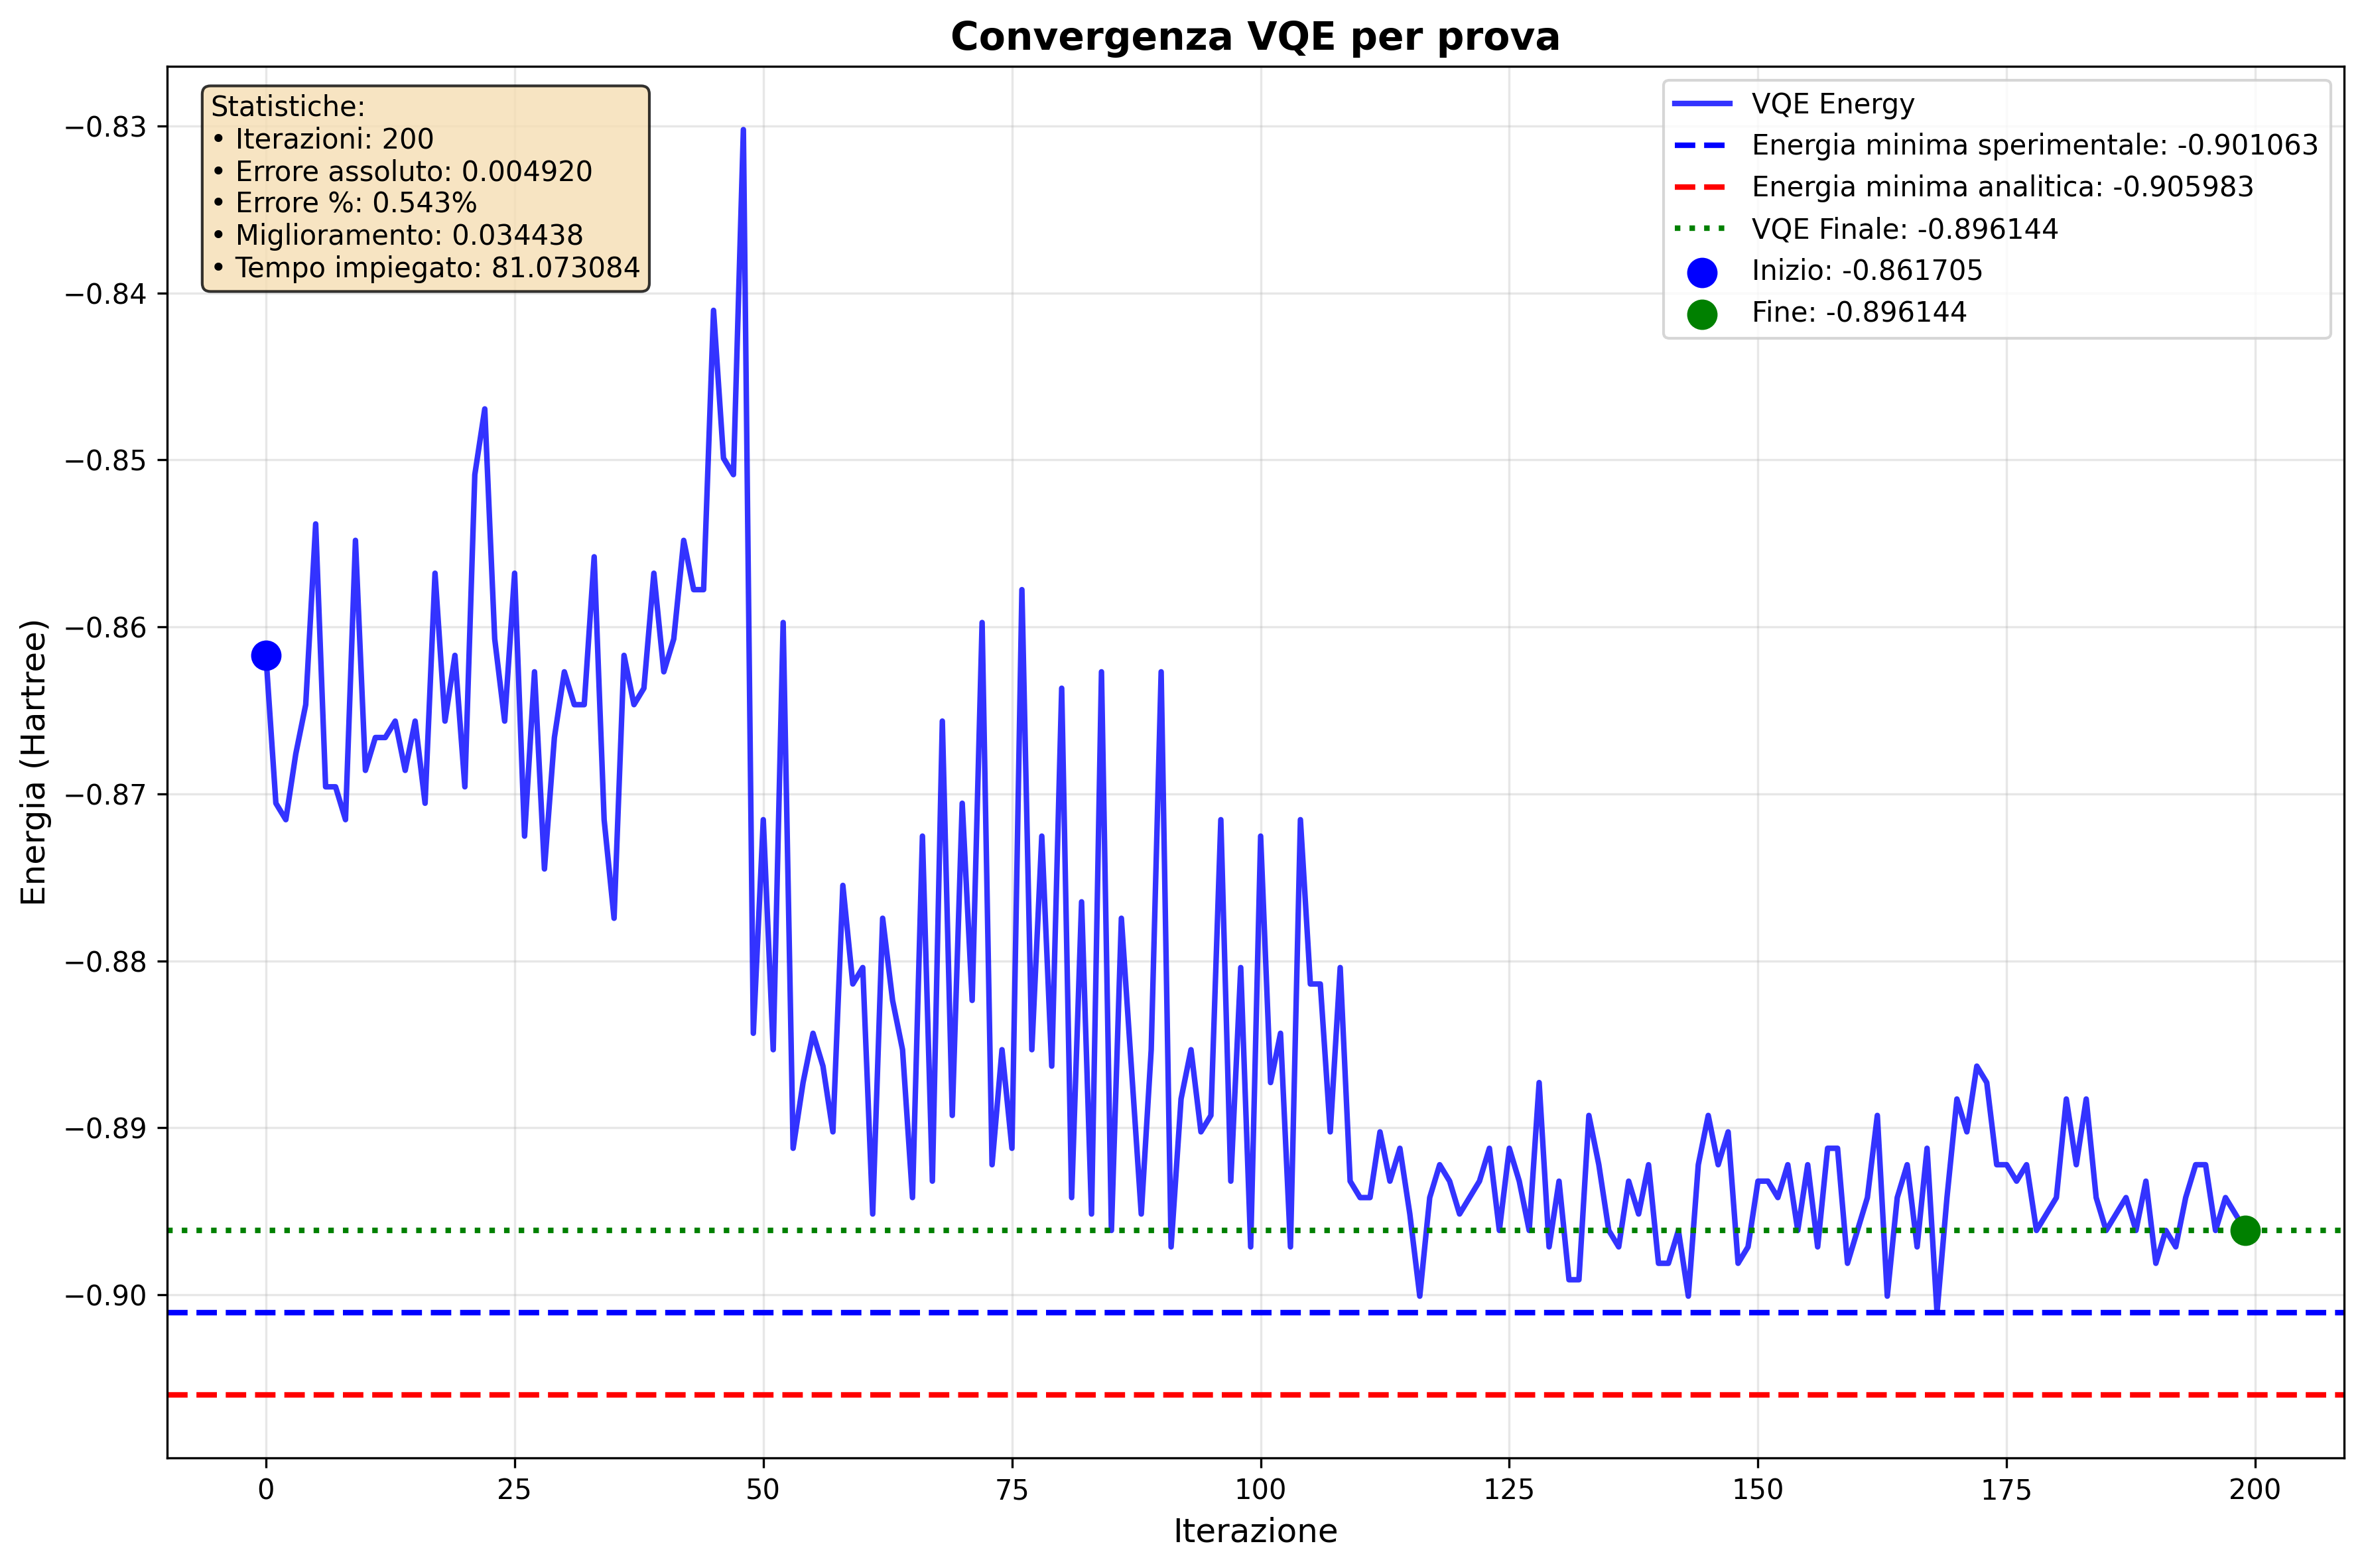 Convergenza VQE per prova
Statistiche:
• Iterazioni: 200
• Errore assoluto: 0.004920
• Errore %: 0.543%
• Miglioramento: 0.034438
• Tempo impiegato: 81.073084
VQE Energy
Energia minima sperimentale: -0.901063
Energia minima analitica: -0.905983
VQE Finale: -0.896144
Inizio: -0.861705
Fine: -0.896144
Energia (Hartree)
−0.83
−0.84
−0.85
−0.86
−0.87
−0.88
−0.89
−0.90
0 25 50 75 100 125 150 175 200
Iterazione